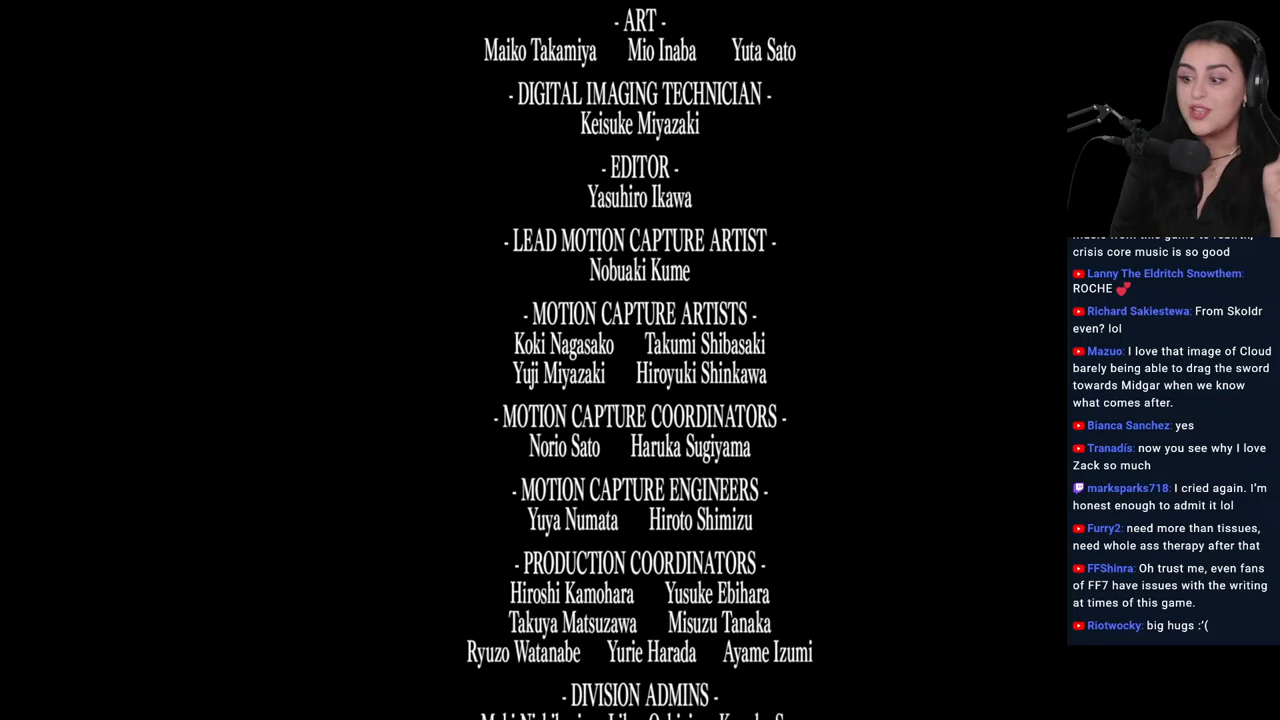 - ART -
Maiko Takamiya Mio Inaba Yuta Sato
- DIGITAL IMAGING TECHNICIAN -
Keisuke Miyazaki
- EDITOR -
Yasuhiro Ikawa
- LEAD MOTION CAPTURE ARTIST -
Nobuaki Kume
- MOTION CAPTURE ARTISTS -
Koki Nagasako Takumi Shibasaki
Yuji Miyazaki Hiroyuki Shinkawa
- MOTION CAPTURE COORDINATORS -
Norio Sato Haruka Sugiyama
- MOTION CAPTURE ENGINEERS -
Yuya Numata Hiroto Shimizu
- PRODUCTION COORDINATORS -
Hiroshi Kamohara Yusuke Ebihara
Takuya Matsuzawa Misuzu Tanaka
Ryuzo Watanabe Yurie Harada Ayame Izumi
- DIVISION ADMINS -
music from this game to rebirth,
crisis core music is so good
Lanny The Eldritch Snowthem:
ROCHE 💕
Richard Sakiestewa: From Skoldr
even? lol
Mazuo: I love that image of Cloud
barely being able to drag the sword
towards Midgar when we know
what comes after.
Bianca Sanchez: yes
Tranadís: now you see why I love
Zack so much
marksparks718: I cried again. I'm
honest enough to admit it lol
Furry2: need more than tissues,
need whole ass therapy after that
FFShinra: Oh trust me, even fans
of FF7 have issues with the writing
at times of this game.
Riotwocky: big hugs :'(